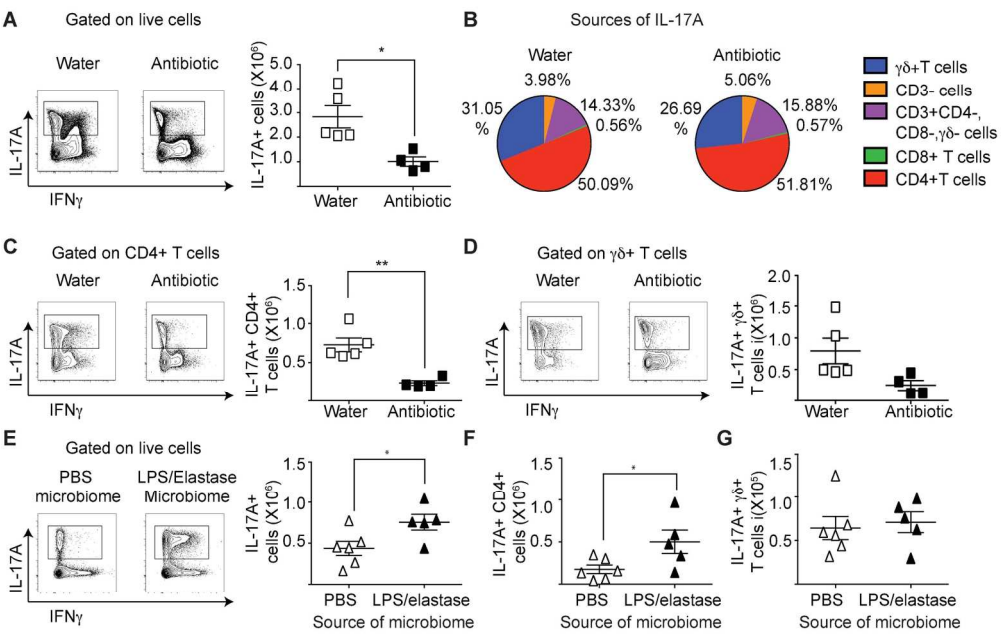 A
Gated on live cells
Water
Antibiotic
IL-17A
IFNγ
IL-17A+ cells (X10⁶)
5.0
4.0
3.0
2.0
1.0
*
Water
Antibiotic
B
Sources of IL-17A
Water
3.98%
31.05
%
14.33%
0.56%
50.09%
Antibiotic
5.06%
26.69
%
15.88%
0.57%
51.81%
γδ+T cells
CD3- cells
CD3+CD4-,
CD8-,γδ- cells
CD8+ T cells
CD4+T cells
C
Gated on CD4+ T cells
Water
Antibiotic
IL-17A
IFNγ
IL-17A+ CD4+
T cells (X10⁶)
1.5
1.0
0.5
**
Water
Antibiotic
D
Gated on γδ+ T cells
Water
Antibiotic
IL-17A
IFNγ
IL-17A+ γδ+
T cells i(X10⁶)
2.0
1.5
1.0
0.5
Water
Antibiotic
E
Gated on live cells
PBS
microbiome
LPS/Elastase
Microbiome
IL-17A
IFNγ
IL-17A+
cells (X10⁶)
1.5
1.0
0.5
*
PBS
LPS/elastase
Source of microbiome
F
IL-17A+ CD4+
cells (X10⁶)
1.5
1.0
0.5
*
PBS
LPS/elastase
Source of microbiome
G
IL-17A+ γδ+
T cells i(X10⁵)
1.5
1.0
0.5
PBS
LPS/elastase
Source of microbiome